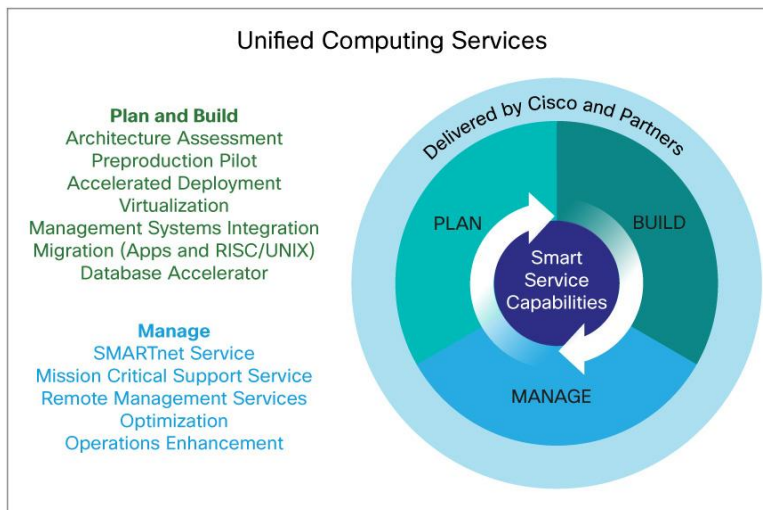 Unified Computing Services
Plan and Build
Architecture Assessment
Preproduction Pilot
Accelerated Deployment
Virtualization
Management Systems Integration
Migration (Apps and RISC/UNIX)
Database Accelerator
Manage
SMARTnet Service
Mission Critical Support Service
Remote Management Services
Optimization
Operations Enhancement
Delivered by Cisco and Partners
PLAN
BUILD
Smart
Service
Capabilities
MANAGE